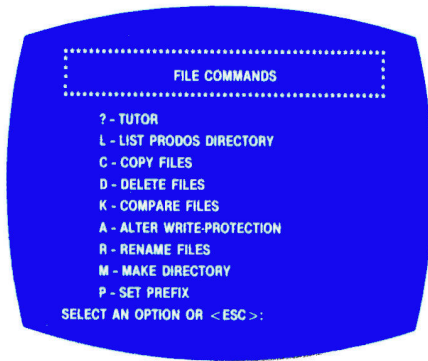 FILE COMMANDS
? - TUTOR
L - LIST PRODOS DIRECTORY
C - COPY FILES
D - DELETE FILES
K - COMPARE FILES
A - ALTER WRITE-PROTECTION
R - RENAME FILES
M - MAKE DIRECTORY
P - SET PREFIX
SELECT AN OPTION OR <ESC>: